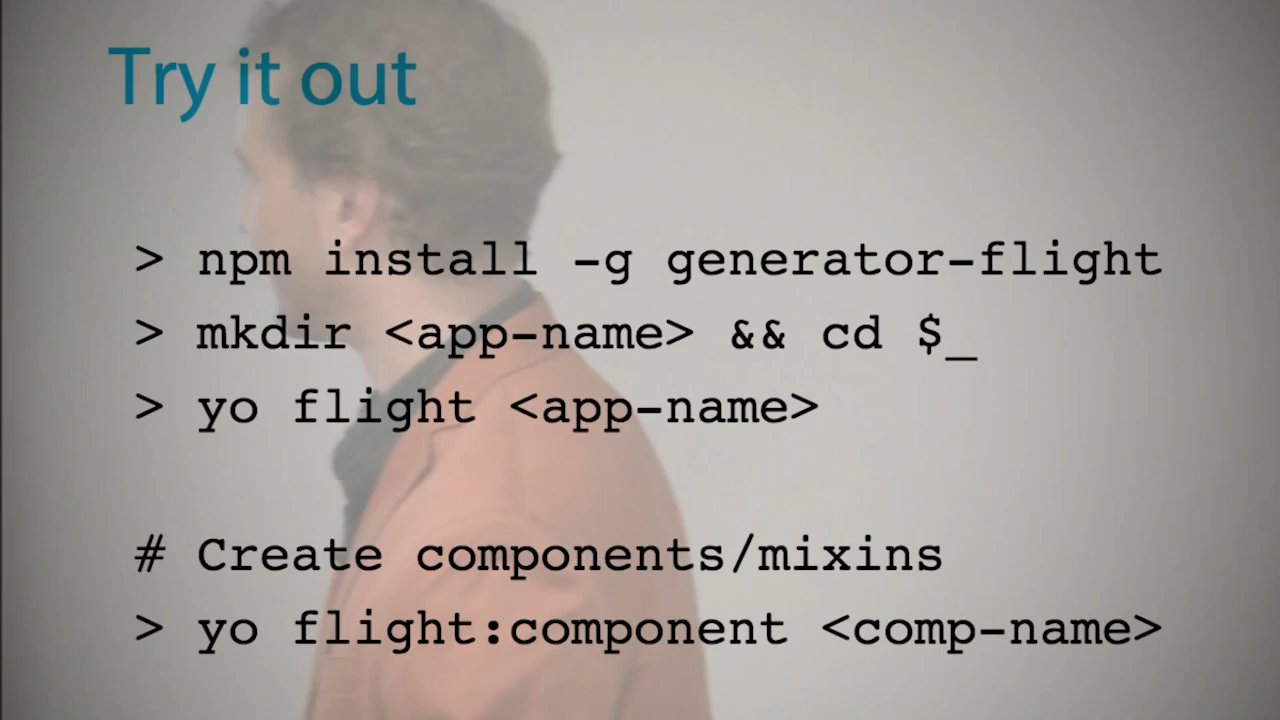 Try it out
> npm install -g generator-flight
> mkdir <app-name> && cd $_
> yo flight <app-name>
# Create components/mixins
> yo flight:component <comp-name>